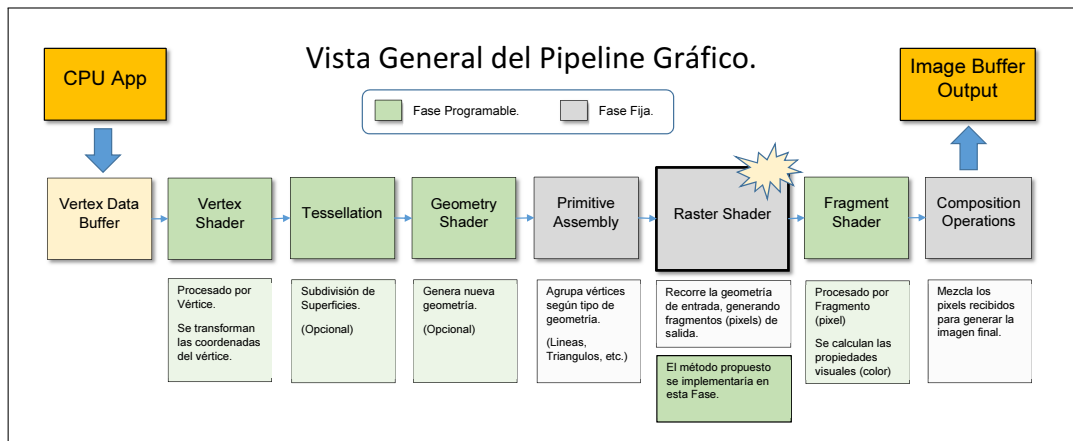 Vista General del Pipeline Gráfico.
CPU App
Image Buffer
Output
Fase Programable.
Fase Fija.
Vertex Data
Buffer
Vertex
Shader
Tessellation
Geometry
Shader
Primitive
Assembly
Raster Shader
Fragment
Shader
Composition
Operations
Procesado por
Vértice.
Se transforman
las coordenadas
del vértice.
Subdivisión de
Superficies.
(Opcional)
Genera nueva
geometría.
(Opcional)
Agrupa vértices
según tipo de
geometría.
(Lineas,
Triangulos, etc.)
Recorre la geometría
de entrada, generando
fragmentos (pixels) de
salida.
El método propuesto
se implementaría en
esta Fase.
Procesado por
Fragmento
(pixel)
Se calculan las
propiedades
visuales (color)
Mezcla los
pixels recibidos
para generar la
imagen final.